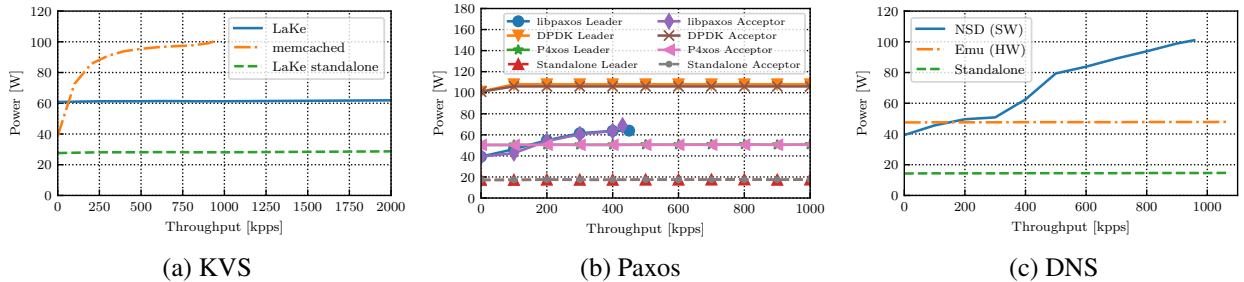 120
100
80
60
40
20
0
Power [W]
LaKe
memcached
LaKe standalone
0 250 500 750 1000 1250 1500 1750 2000
Throughput [kpps]
(a) KVS
180
160
140
120
100
80
60
40
20
0
Power [W]
libpaxos Leader
DPDK Leader
P4xos Leader
Standalone Leader
libpaxos Acceptor
DPDK Acceptor
P4xos Acceptor
Standalone Acceptor
0 200 400 600 800 1000
Throughput [kpps]
(b) Paxos
120
100
80
60
40
20
0
Power [W]
NSD (SW)
Emu (HW)
Standalone
0 200 400 600 800 1000
Throughput [kpps]
(c) DNS